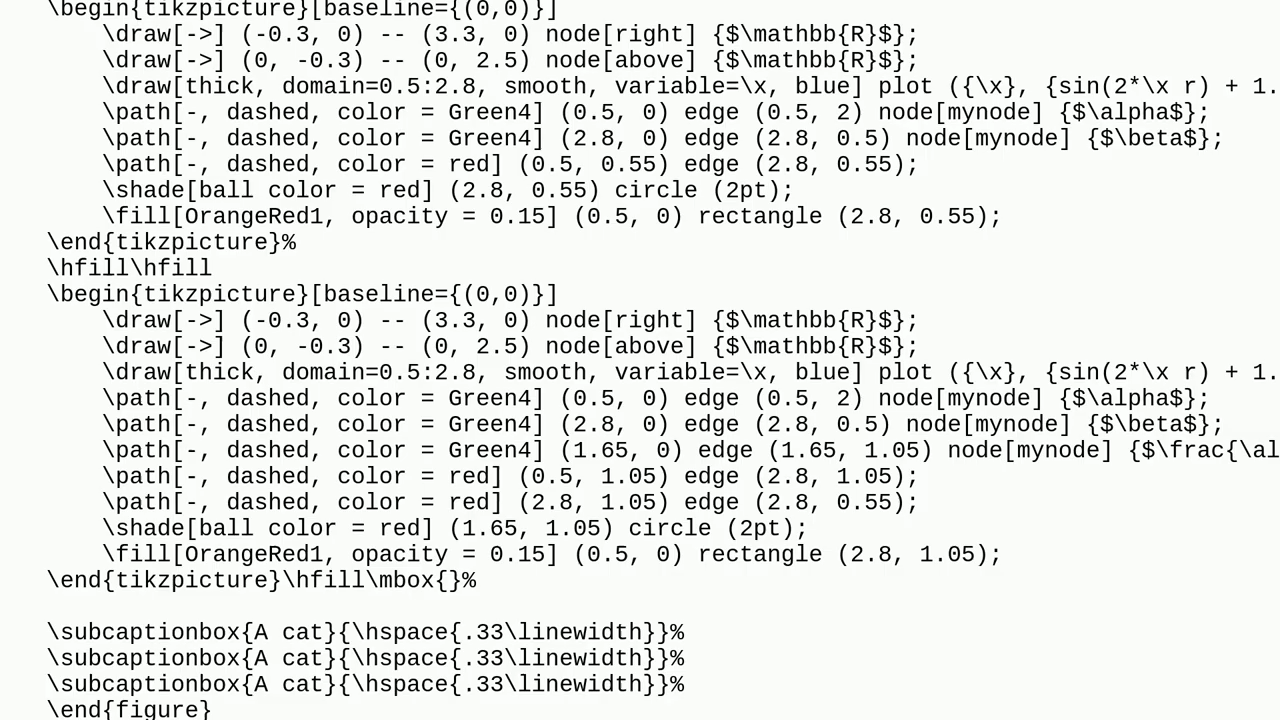 \begin{tikzpicture}[baseline={(0,0)}]
\draw[->] (-0.3, 0) -- (3.3, 0) node[right] {$\mathbb{R}$};
\draw[->] (0, -0.3) -- (0, 2.5) node[above] {$\mathbb{R}$};
\draw[thick, domain=0.5:2.8, smooth, variable=\x, blue] plot ({\x}, {sin(2*\x r) + 1.
\path[-, dashed, color = Green4] (0.5, 0) edge (0.5, 2) node[mynode] {$\alpha$};
\path[-, dashed, color = Green4] (2.8, 0) edge (2.8, 0.5) node[mynode] {$\beta$};
\path[-, dashed, color = red] (0.5, 0.55) edge (2.8, 0.55);
\shade[ball color = red] (2.8, 0.55) circle (2pt);
\fill[OrangeRed1, opacity = 0.15] (0.5, 0) rectangle (2.8, 0.55);
\end{tikzpicture}%
\hfill\hfill
\begin{tikzpicture}[baseline={(0,0)}]
\draw[->] (-0.3, 0) -- (3.3, 0) node[right] {$\mathbb{R}$};
\draw[->] (0, -0.3) -- (0, 2.5) node[above] {$\mathbb{R}$};
\draw[thick, domain=0.5:2.8, smooth, variable=\x, blue] plot ({\x}, {sin(2*\x r) + 1.
\path[-, dashed, color = Green4] (0.5, 0) edge (0.5, 2) node[mynode] {$\alpha$};
\path[-, dashed, color = Green4] (2.8, 0) edge (2.8, 0.5) node[mynode] {$\beta$};
\path[-, dashed, color = Green4] (1.65, 0) edge (1.65, 1.05) node[mynode] {$\frac{\al
\path[-, dashed, color = red] (0.5, 1.05) edge (2.8, 1.05);
\path[-, dashed, color = red] (2.8, 1.05) edge (2.8, 0.55);
\shade[ball color = red] (1.65, 1.05) circle (2pt);
\fill[OrangeRed1, opacity = 0.15] (0.5, 0) rectangle (2.8, 1.05);
\end{tikzpicture}\hfill\mbox{}%
\subcaptionbox{A cat}{\hspace{.33\linewidth}}%
\subcaptionbox{A cat}{\hspace{.33\linewidth}}%
\subcaptionbox{A cat}{\hspace{.33\linewidth}}%
\end{figure}